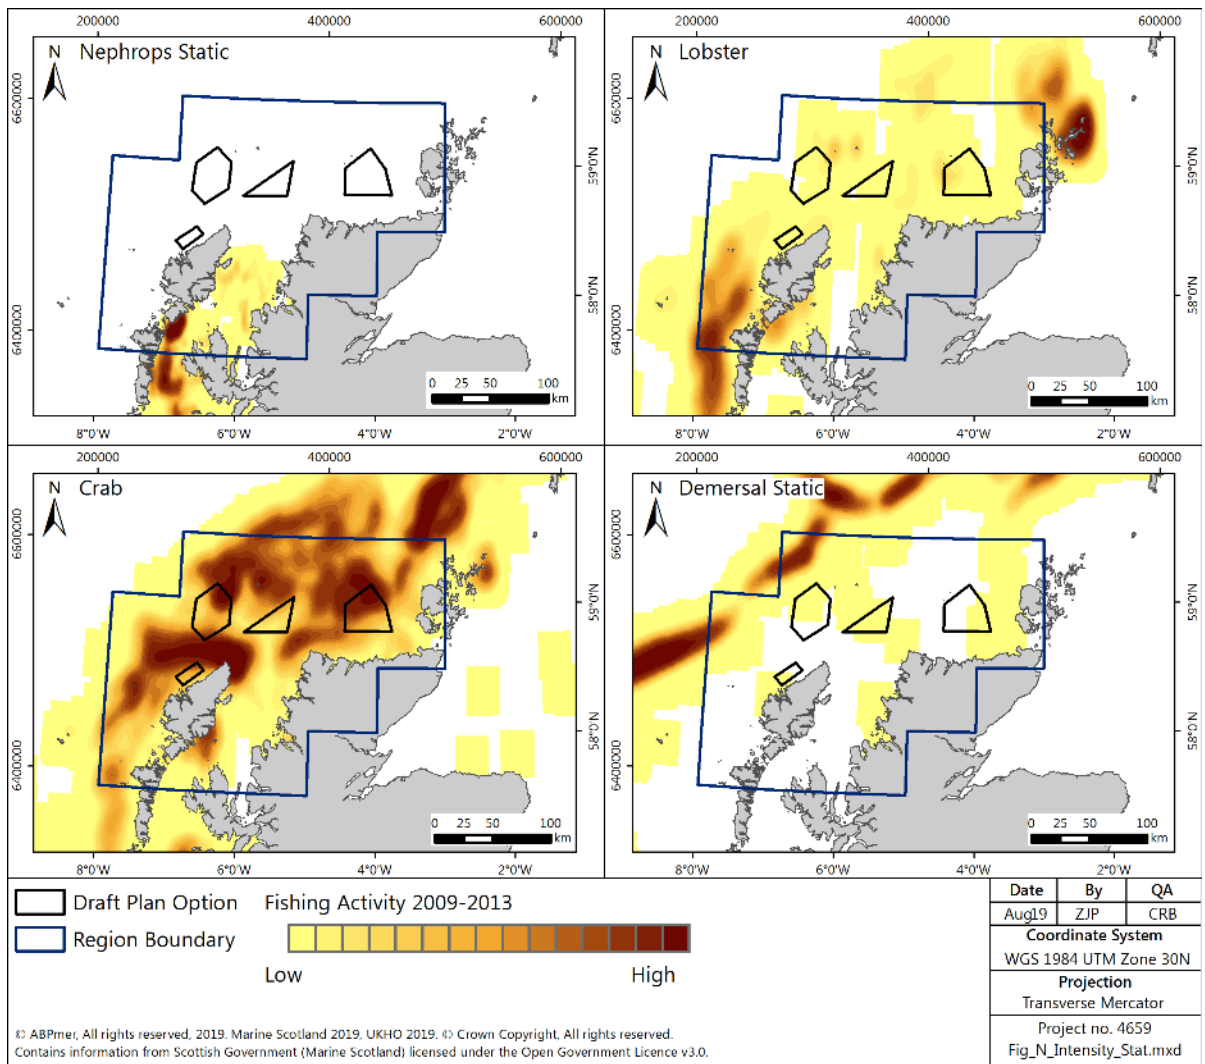 200000 400000 600000
200000 400000 600000
N
Nephrops Static
N
Lobster
6600000
6600000
59°0'N
59°0'N
58°0'N
58°0'N
6400000
6400000
0 25 50 100
km
0 25 50 100
km
8°0'W 6°0'W 4°0'W 2°0'W
8°0'W 6°0'W 4°0'W 2°0'W
200000 400000 600000
200000 400000 600000
N
Crab
N
Demersal Static
6600000
6600000
59°0'N
59°0'N
58°0'N
58°0'N
6400000
6400000
0 25 50 100
km
0 25 50 100
km
8°0'W 6°0'W 4°0'W 2°0'W
8°0'W 6°0'W 4°0'W 2°0'W
Draft Plan Option
Region Boundary
Fishing Activity 2009-2013
Low High
Date By QA
Aug19 ZJP CRB
Coordinate System
WGS 1984 UTM Zone 30N
Projection
Transverse Mercator
Project no. 4659
Fig_N_Intensity_Stat.mxd
© ABPmer, All rights reserved, 2019. Marine Scotland 2019, UKHO 2019. © Crown Copyright, All rights reserved.
Contains information from Scottish Government (Marine Scotland) licensed under the Open Government Licence v3.0.